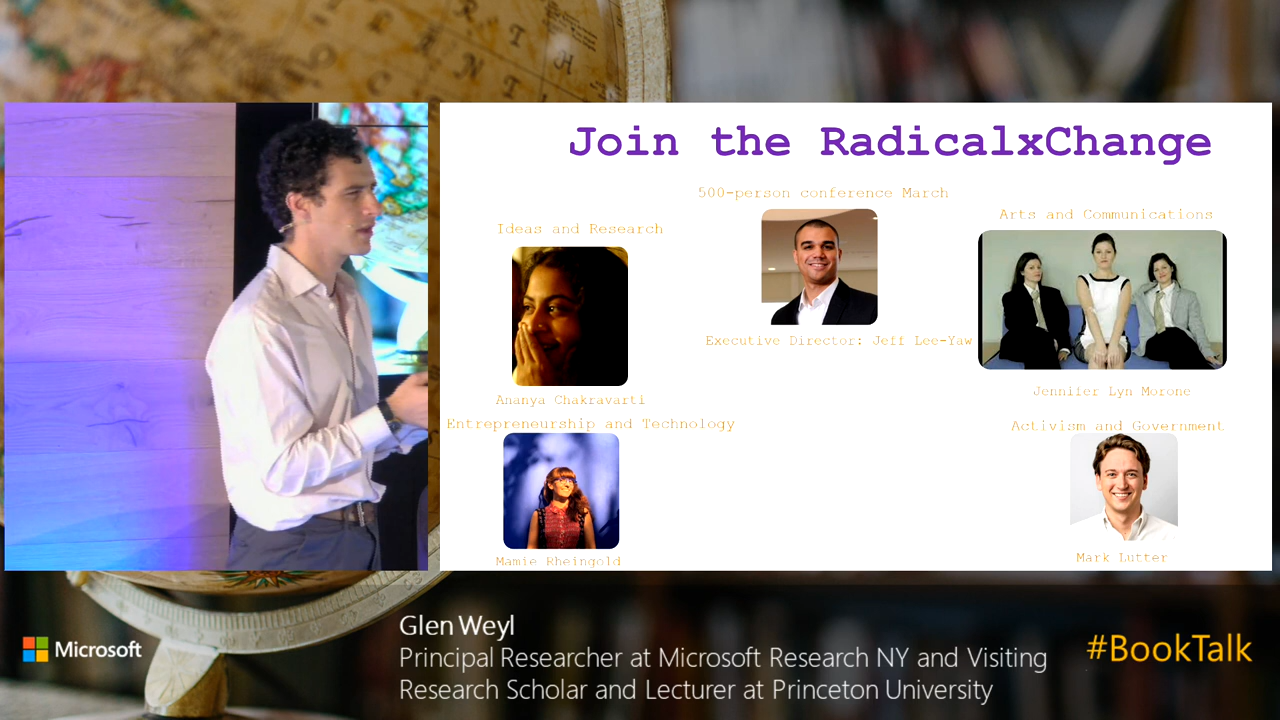 Join the RadicalxChange
500-person conference March
Arts and Communications
Ideas and Research
Executive Director: Jeff Lee-Yaw
Jennifer Lyn Morone
Ananya Chakravarti
Entrepreneurship and Technology
Activism and Government
Mamie Rheingold
Mark Lutter
Glen Weyl
Microsoft
Principal Researcher at Microsoft Research NY and Visiting
Research Scholar and Lecturer at Princeton University
#BookTalk